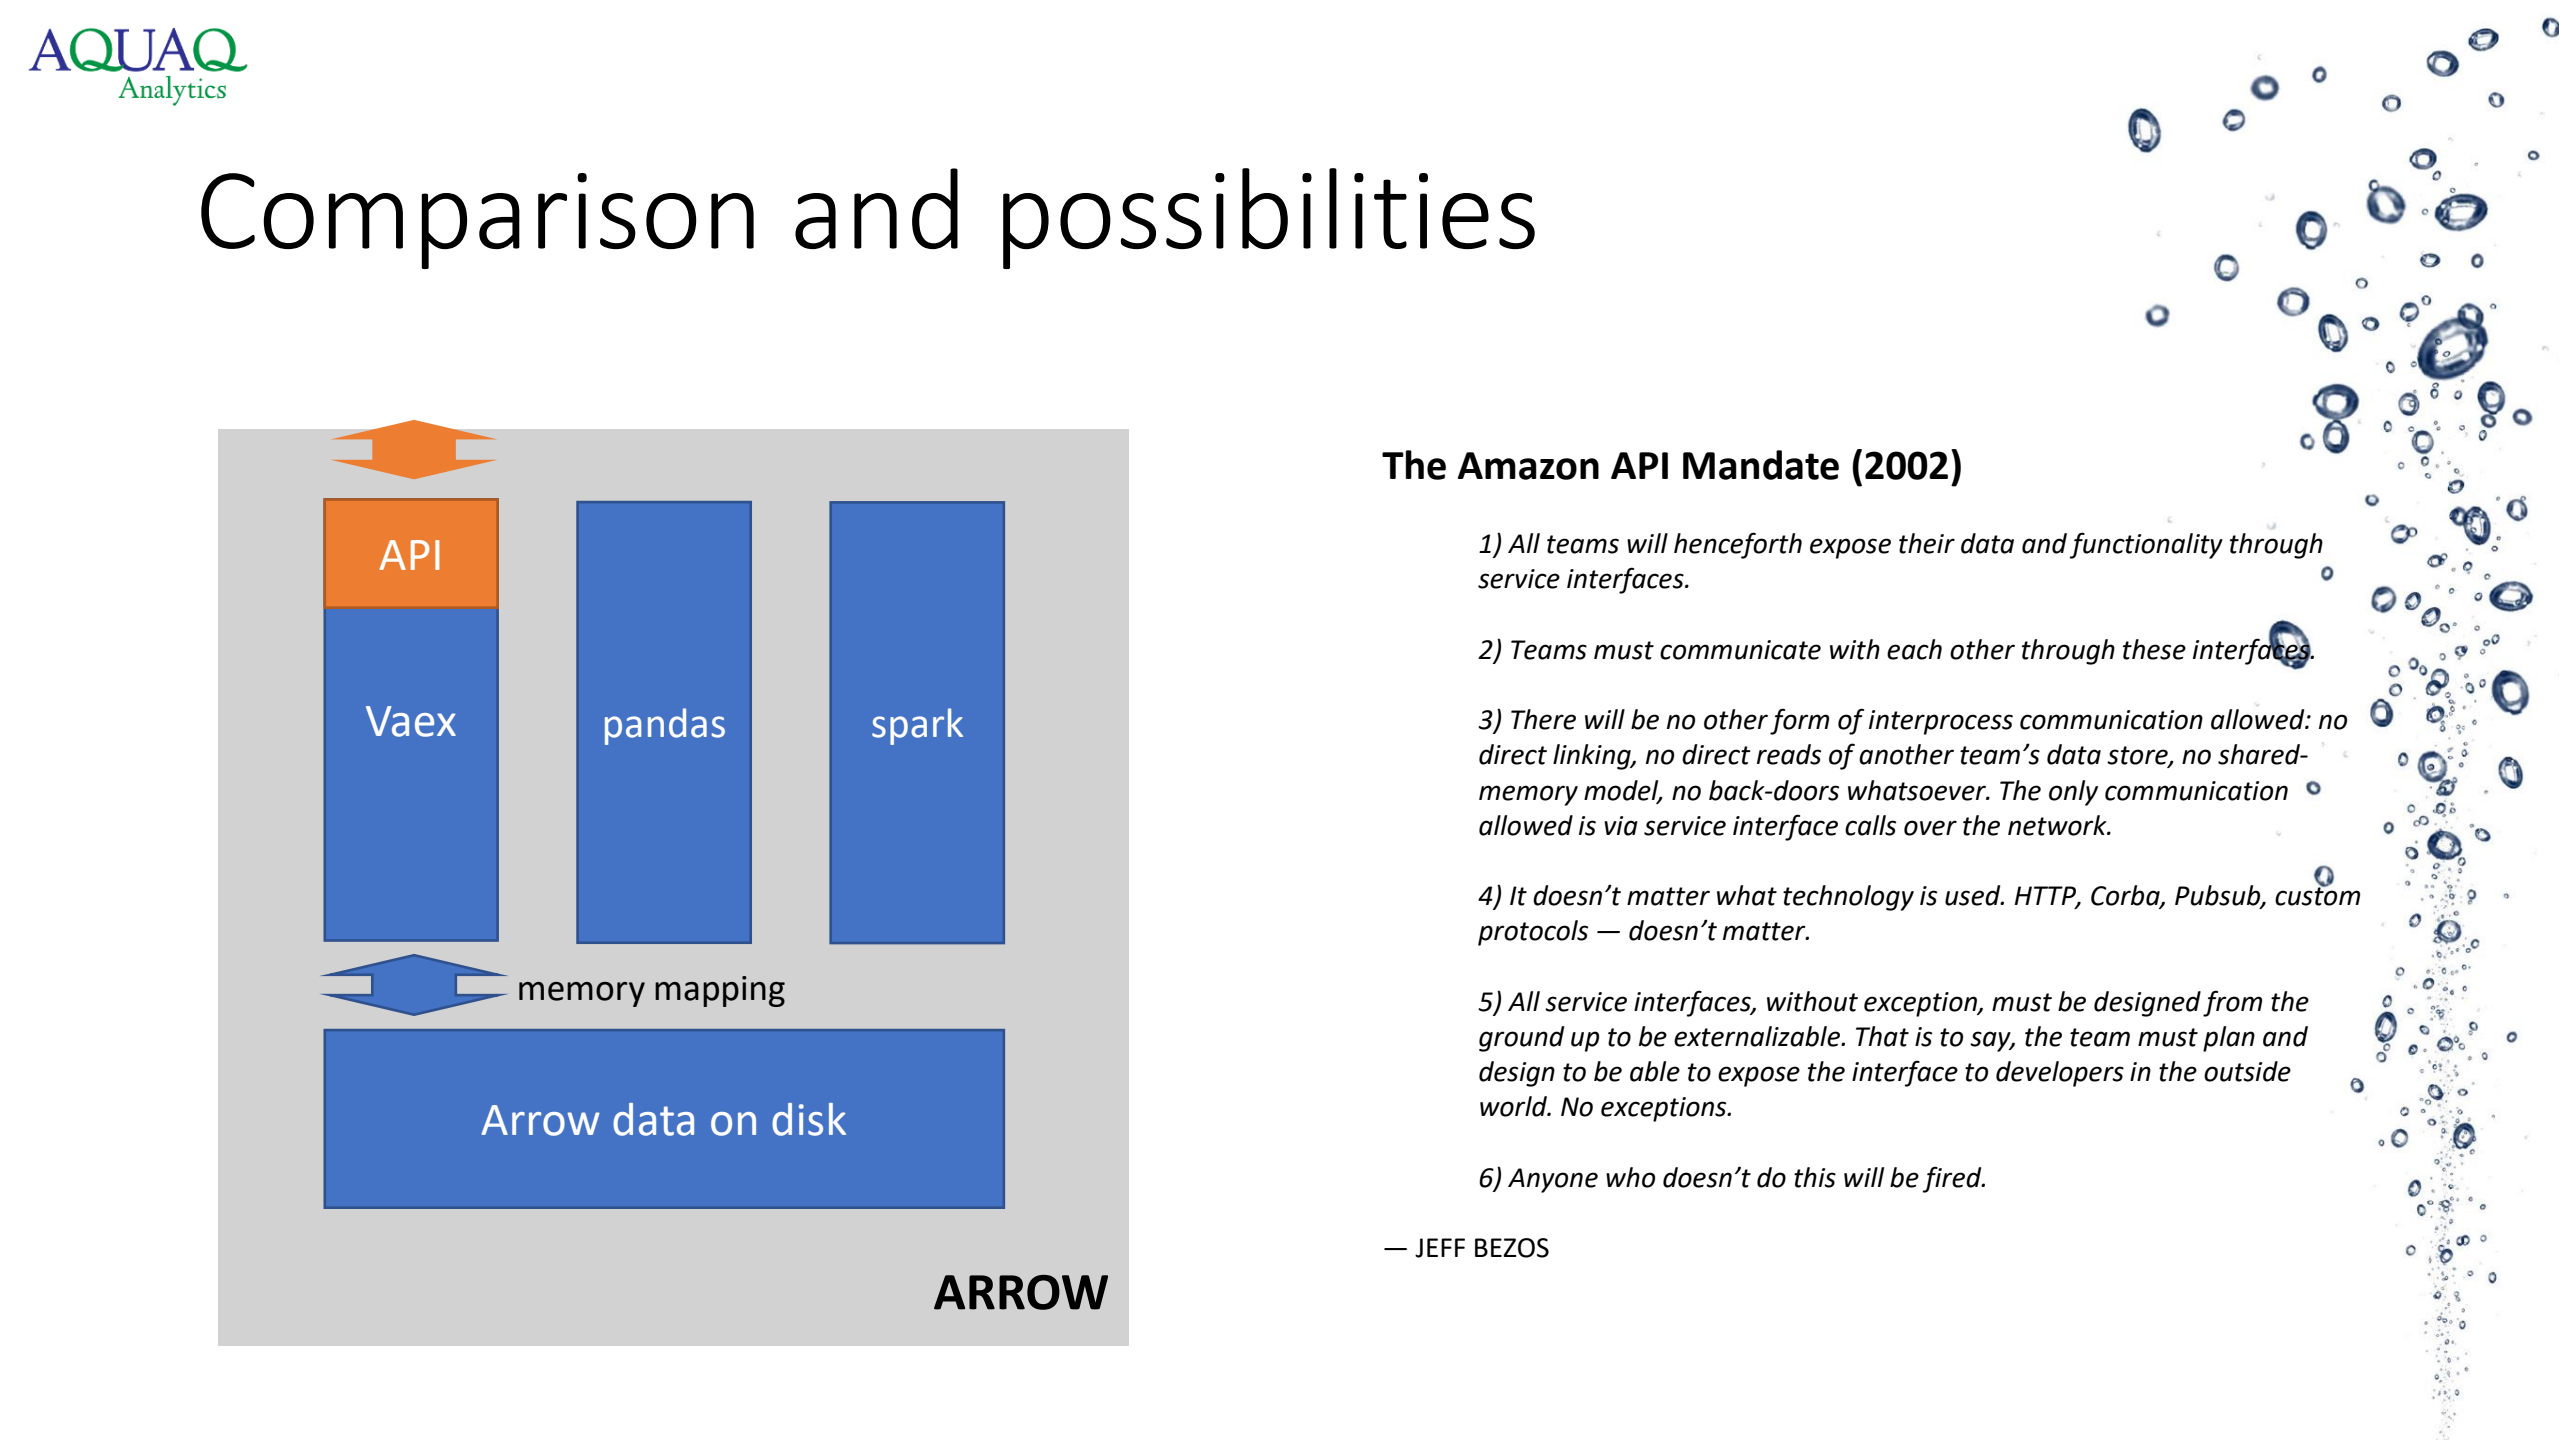 AQUAQ
Analytics
Comparison and possibilities
API
Vaex
pandas
spark
memory mapping
Arrow data on disk
ARROW
The Amazon API Mandate (2002)
1) All teams will henceforth expose their data and functionality through
service interfaces.
2) Teams must communicate with each other through these interfaces.
3) There will be no other form of interprocess communication allowed: no
direct linking, no direct reads of another team’s data store, no shared-
memory model, no back-doors whatsoever. The only communication
allowed is via service interface calls over the network.
4) It doesn’t matter what technology is used. HTTP, Corba, Pubsub, custom
protocols — doesn’t matter.
5) All service interfaces, without exception, must be designed from the
ground up to be externalizable. That is to say, the team must plan and
design to be able to expose the interface to developers in the outside
world. No exceptions.
6) Anyone who doesn’t do this will be fired.
— JEFF BEZOS